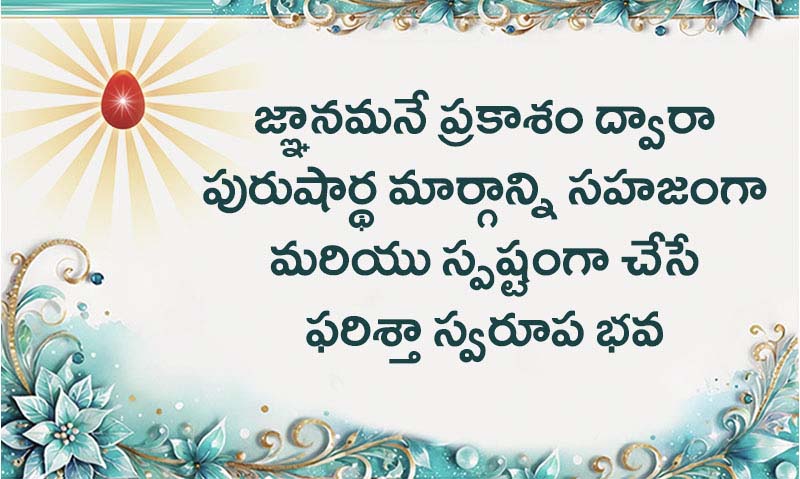 జ్ఞానమనే ప్రకాశం ద్వారా
పురుషార్థ మార్గాన్ని సహజంగా
మరియు స్పష్టంగా చేసే
ఫరిశ్తా స్వరూప భవ